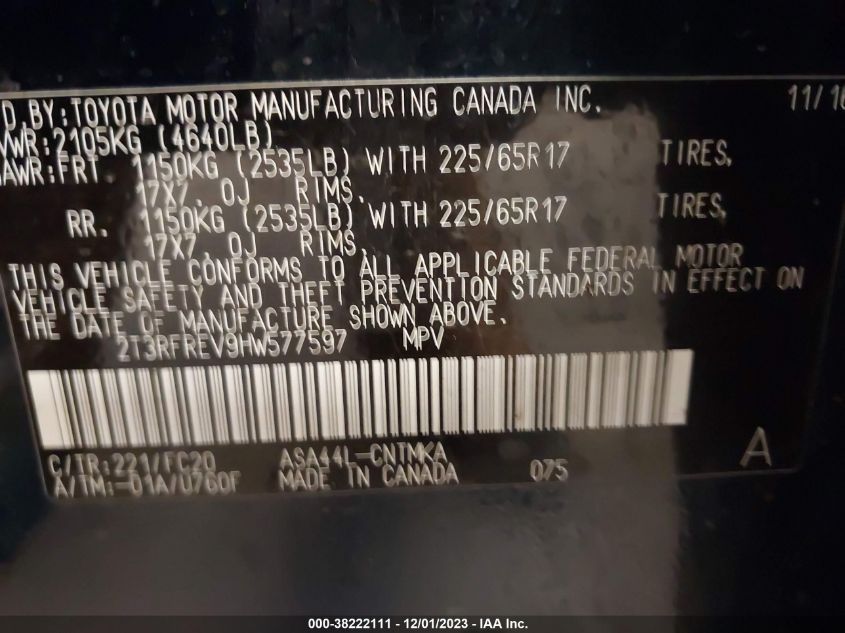 D.BY:TOYOTA MOTOR MANUFACTURING CANADA INC. 11/16
VWR:2105KG (4640LB)
AWR:FRT. 1150KG (2535LB) WITH 225/65R17 TIRES,
17X7.0J RIMS.
RR. 1150KG (2535LB) WITH 225/65R17 TIRES,
17X7.0J RIMS.
THIS VEHICLE CONFORMS TO ALL APPLICABLE FEDERAL MOTOR
VEHICLE SAFETY AND THEFT PREVENTION STANDARDS IN EFFECT ON
THE DATE OF MANUFACTURE SHOWN ABOVE.
2T3RFREV9HW577597 MPV
C/TR:221/FC20 ASA44L-CNTMKA
A/TM:-01A/U760F MADE IN CANADA 075 A
000-38222111 - 12/01/2023 - IAA Inc.